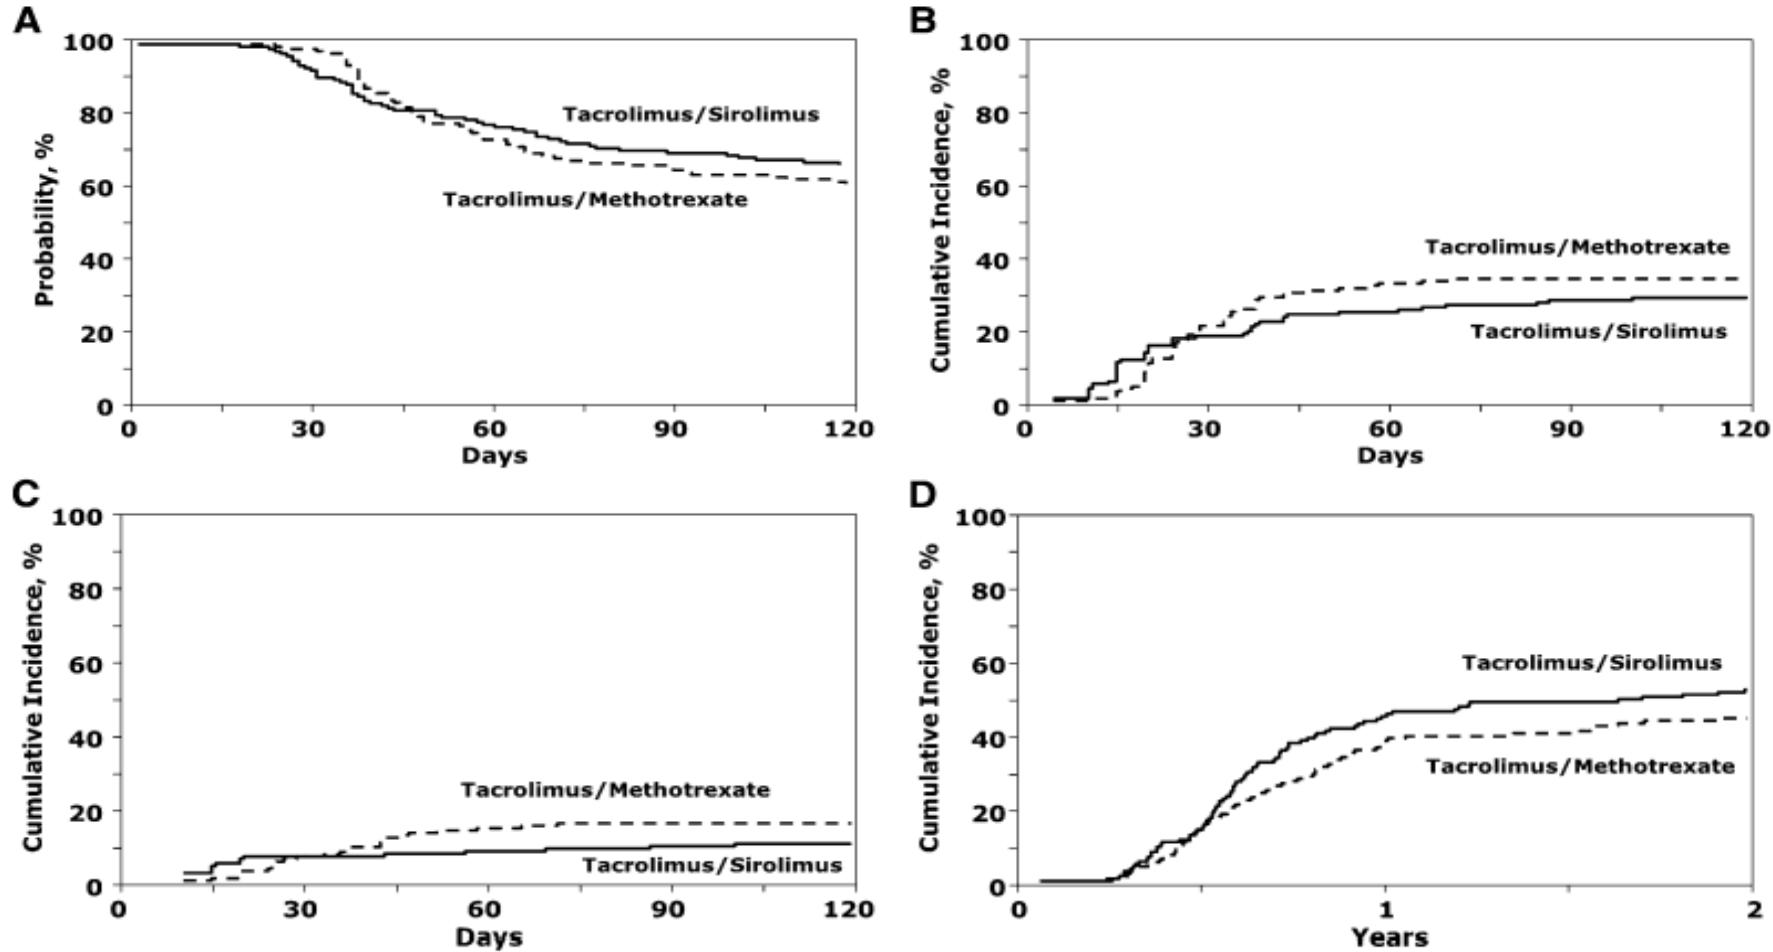 A
100
80
60
40
20
0
Probability, %
Tacrolimus/Sirolimus
Tacrolimus/Methotrexate
0 30 60 90 120
Days
B
100
80
60
40
20
0
Cumulative Incidence, %
Tacrolimus/Methotrexate
Tacrolimus/Sirolimus
0 30 60 90 120
Days
C
100
80
60
40
20
0
Cumulative Incidence, %
Tacrolimus/Methotrexate
Tacrolimus/Sirolimus
0 30 60 90 120
Days
D
100
80
60
40
20
0
Cumulative Incidence, %
Tacrolimus/Sirolimus
Tacrolimus/Methotrexate
0 1 2
Years